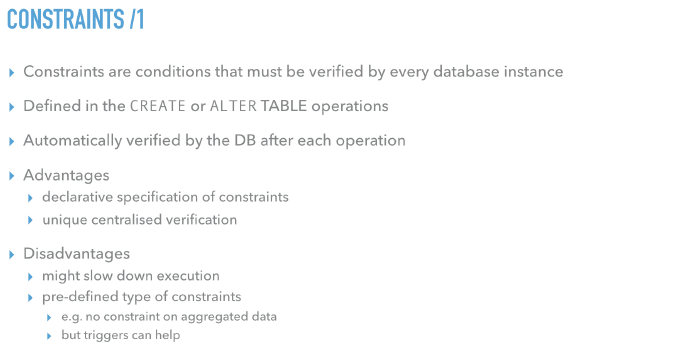 CONSTRAINTS /1
Constraints are conditions that must be verified by every database instance
Defined in the CREATE or ALTER TABLE operations
Automatically verified by the DB after each operation
Advantages
declarative specification of constraints
unique centralised verification
Disadvantages
might slow down execution
pre-defined type of constraints
e.g. no constraint on aggregated data
but triggers can help